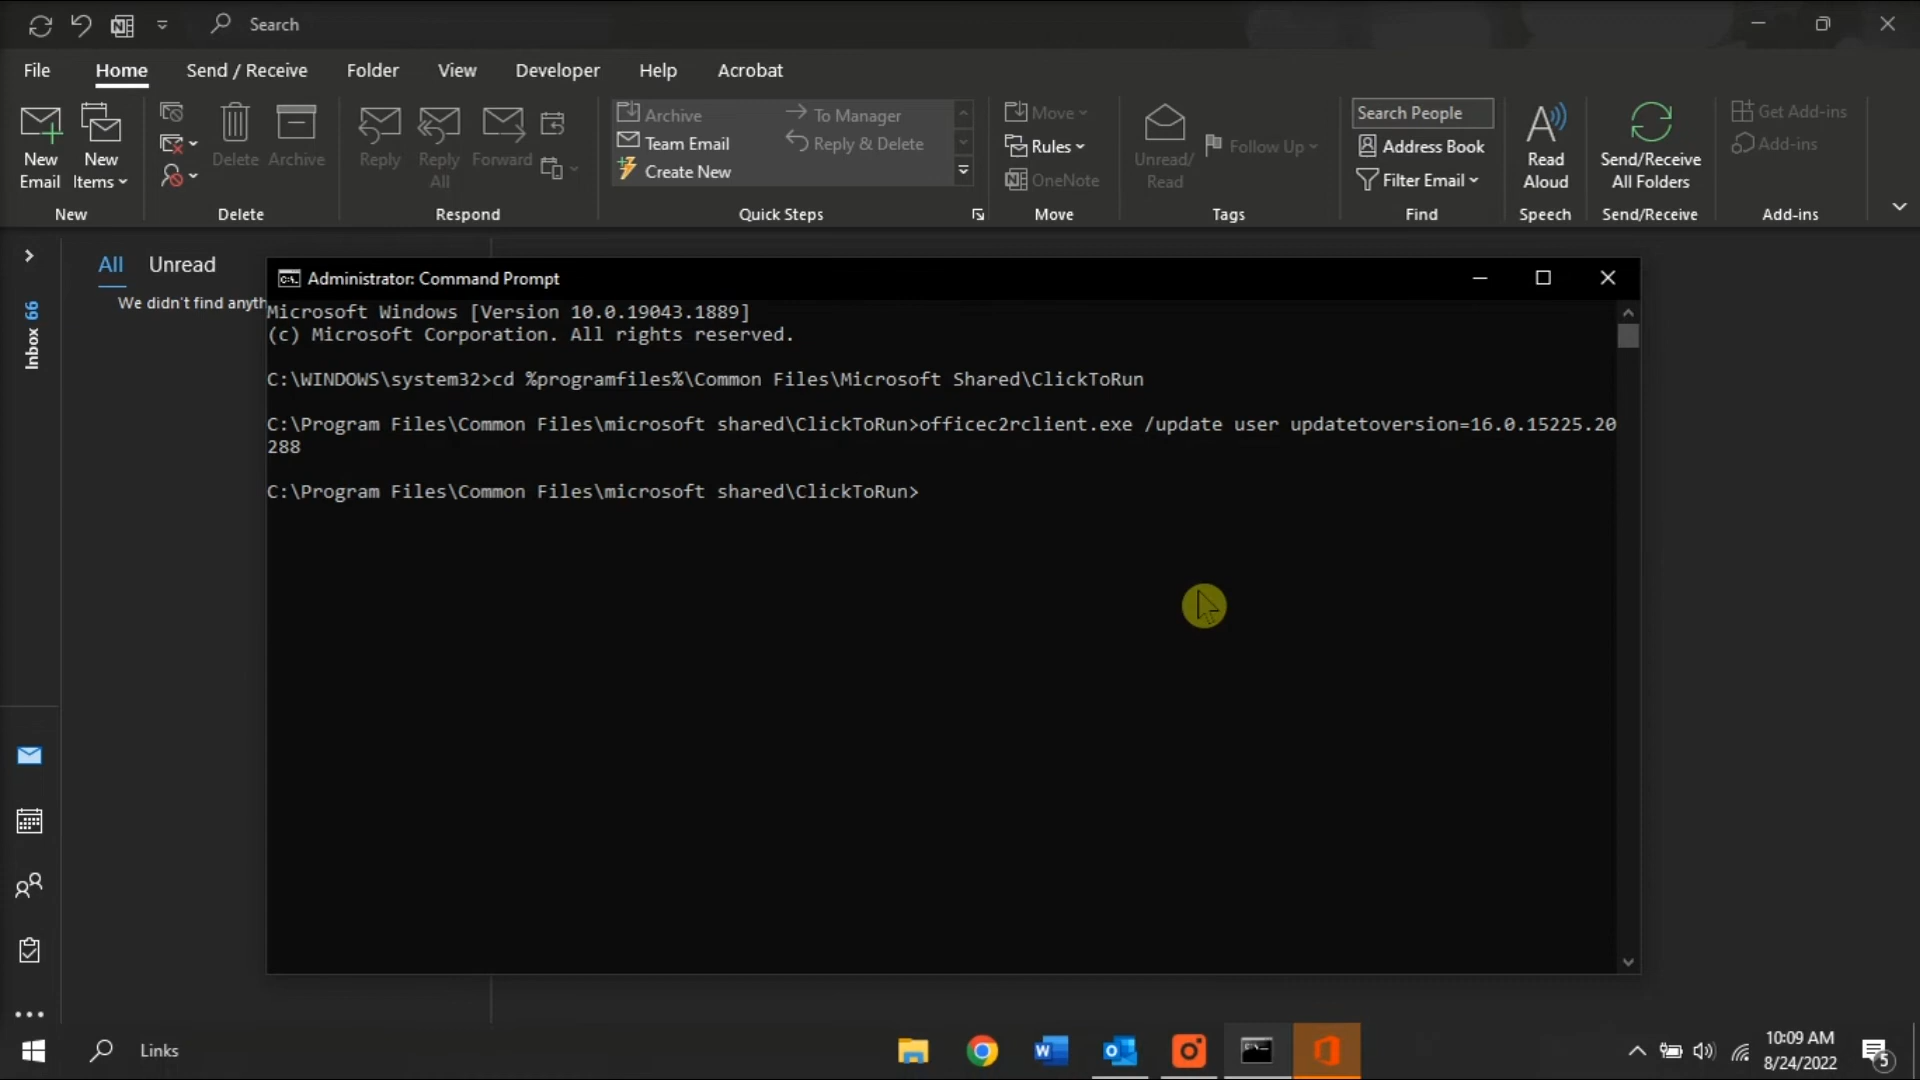 Search
File Home Send / Receive Folder View Developer Help Acrobat
New Email
New Items
Delete
Archive
Reply
Reply All
Forward
Archive
Team Email
Create New
To Manager
Reply & Delete
Move
Rules
OneNote
Unread/ Read
Follow Up
Search People
Address Book
Filter Email
Read Aloud
Send/Receive All Folders
Get Add-ins
Add-ins
New Delete Respond Quick Steps Move Tags Find Speech Send/Receive Add-ins
All Unread
We didn't find anyth
Inbox 66
Administrator: Command Prompt
Microsoft Windows [Version 10.0.19043.1889]
(c) Microsoft Corporation. All rights reserved.
C:\WINDOWS\system32>cd %programfiles%\Common Files\Microsoft Shared\ClickToRun
C:\Program Files\Common Files\microsoft shared\ClickToRun>officec2rclient.exe /update user updatetoversion=16.0.15225.20
288
C:\Program Files\Common Files\microsoft shared\ClickToRun>
Links
10:09 AM
8/24/2022
5